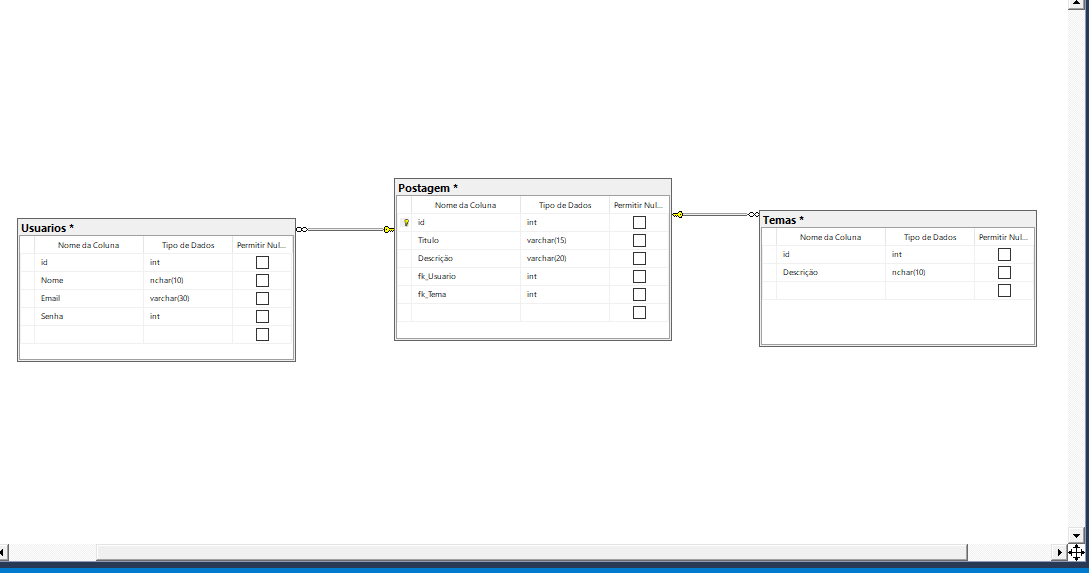 Usuarios *
Nome da Coluna Tipo de Dados Permitir Nul...
id int
Nome nchar(10)
Email varchar(30)
Senha int
Postagem *
Nome da Coluna Tipo de Dados Permitir Nul...
id int
Titulo varchar(15)
Descrição varchar(20)
fk_Usuario int
fk_Tema int
Temas *
Nome da Coluna Tipo de Dados Permitir Nul...
id int
Descrição nchar(10)